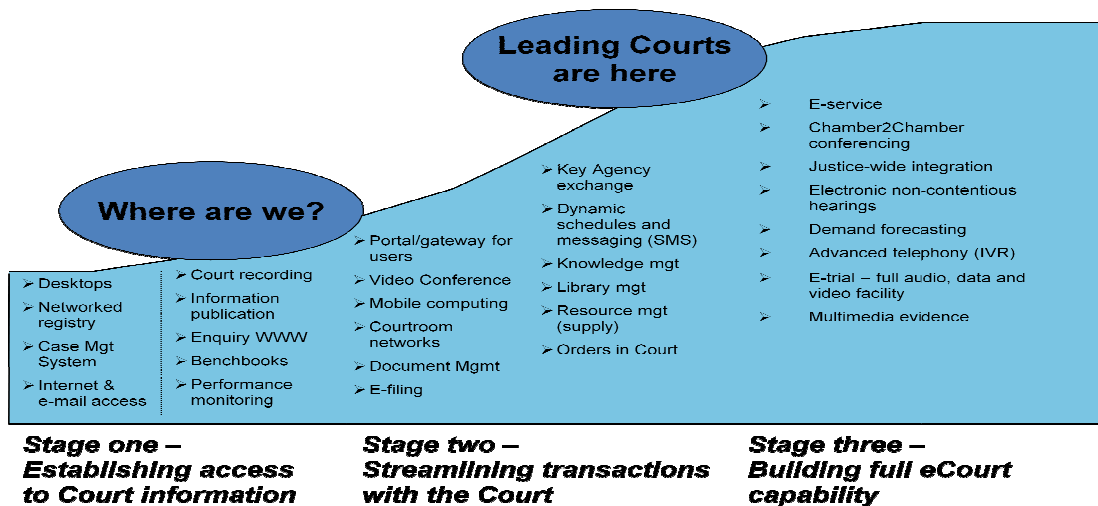 Leading Courts
are here
Where are we?
➢ Desktops
➢ Networked
registry
➢ Case Mgt
System
➢ Internet &
e-mail access
➢ Court recording
➢ Information
publication
➢ Enquiry WWW
➢ Benchbooks
➢ Performance
monitoring
➢ Portal/gateway for
users
➢ Video Conference
➢ Mobile computing
➢ Courtroom
networks
➢ Document Mgmt
➢ E-filing
➢ Key Agency
exchange
➢ Dynamic
schedules and
messaging (SMS)
➢ Knowledge mgt
➢ Library mgt
➢ Resource mgt
(supply)
➢ Orders in Court
➢ E-service
➢ Chamber2Chamber
conferencing
➢ Justice-wide integration
➢ Electronic non-contentious
hearings
➢ Demand forecasting
➢ Advanced telephony (IVR)
➢ E-trial – full audio, data and
video facility
➢ Multimedia evidence
Stage one –
Establishing access
to Court information
Stage two –
Streamlining transactions
with the Court
Stage three –
Building full eCourt
capability